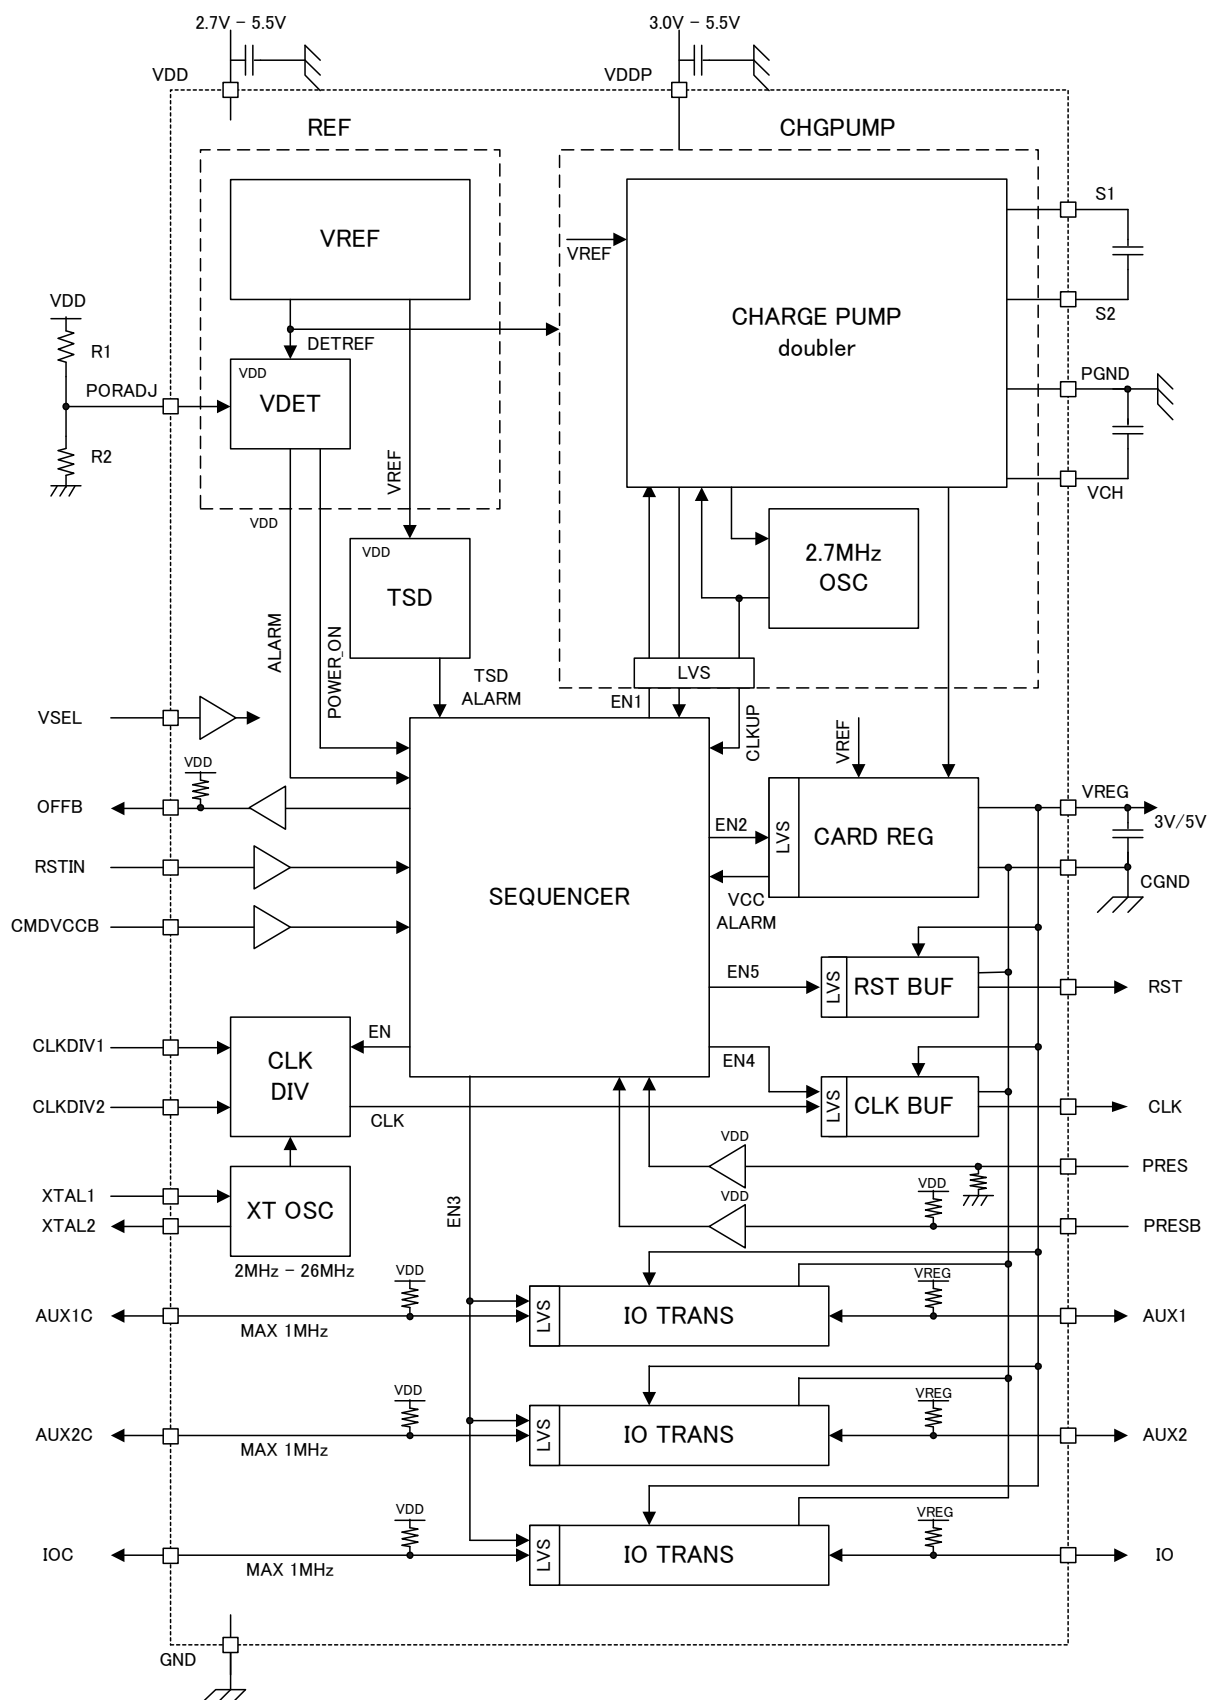 2.7V - 5.5V
3.0V - 5.5V
VDD
VDDP
REF
CHGPUMP
VREF
VREF
S1
S2
CHARGE PUMP
doubler
VDD
R1
DETREF
VDD
VDET
PORADJ
R2
PGND
VCH
VREF
VDD
VDD
TSD
2.7MHz
OSC
ALARM
POWER_ON
TSD
ALARM
LVS
EN1
CLKUP
VREF
VSEL
VDD
OFFB
VREG
3V/5V
LVS
CARD REG
EN2
RSTIN
SEQUENCER
VCC
ALARM
CGND
CMDVCCB
EN5
LVS
RST BUF
RST
CLKDIV1
EN
CLK
DIV
EN4
CLKDIV2
CLK
LVS
CLK BUF
CLK
VDD
PRES
XTAL1
XT OSC
VDD
VDD
XTAL2
PRESB
EN3
2MHz - 26MHz
VDD
VREG
AUX1C
MAX 1MHz
LVS
IO TRANS
AUX1
VDD
VREG
AUX2C
MAX 1MHz
LVS
IO TRANS
AUX2
VDD
VREG
IOC
MAX 1MHz
LVS
IO TRANS
IO
GND